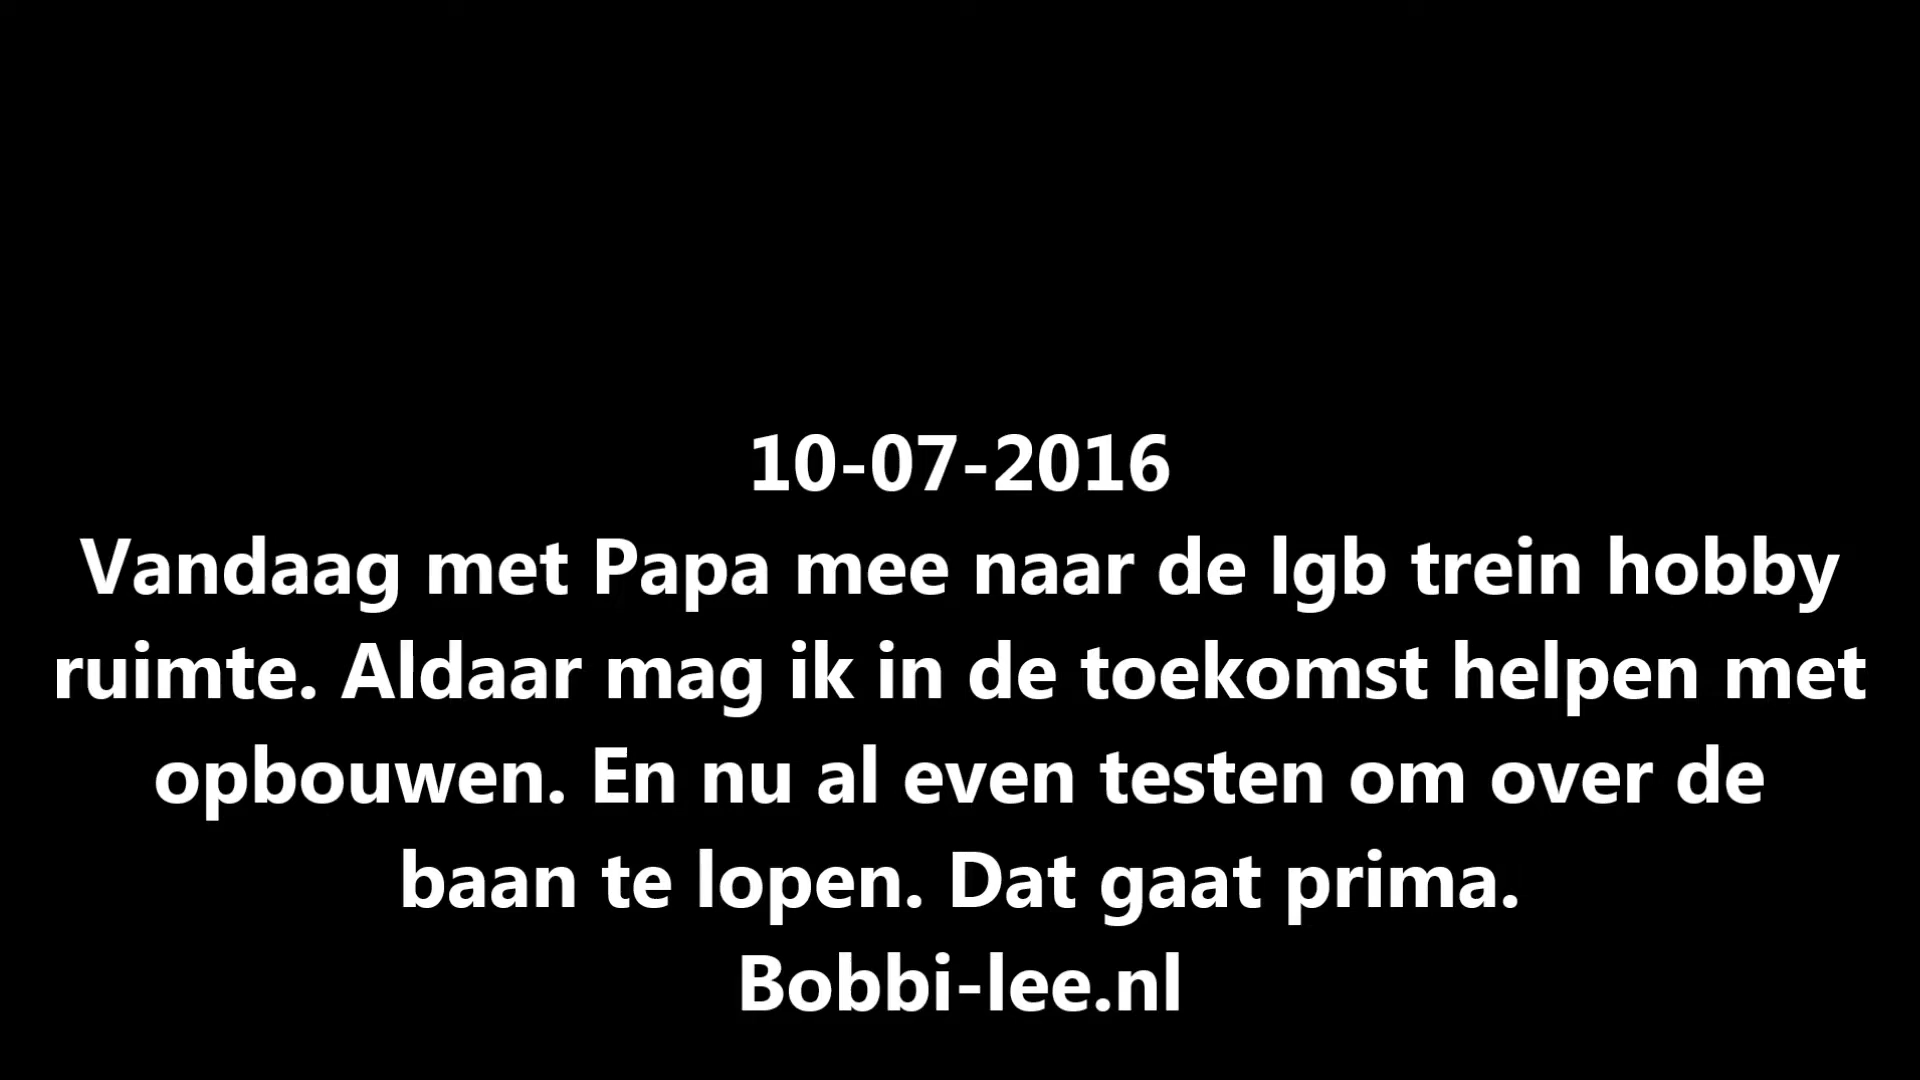 10-07-2016
Vandaag met Papa mee naar de lgb trein hobby
ruimte. Aldaar mag ik in de toekomst helpen met
opbouwen. En nu al even testen om over de
baan te lopen. Dat gaat prima.
Bobbi-lee.nl